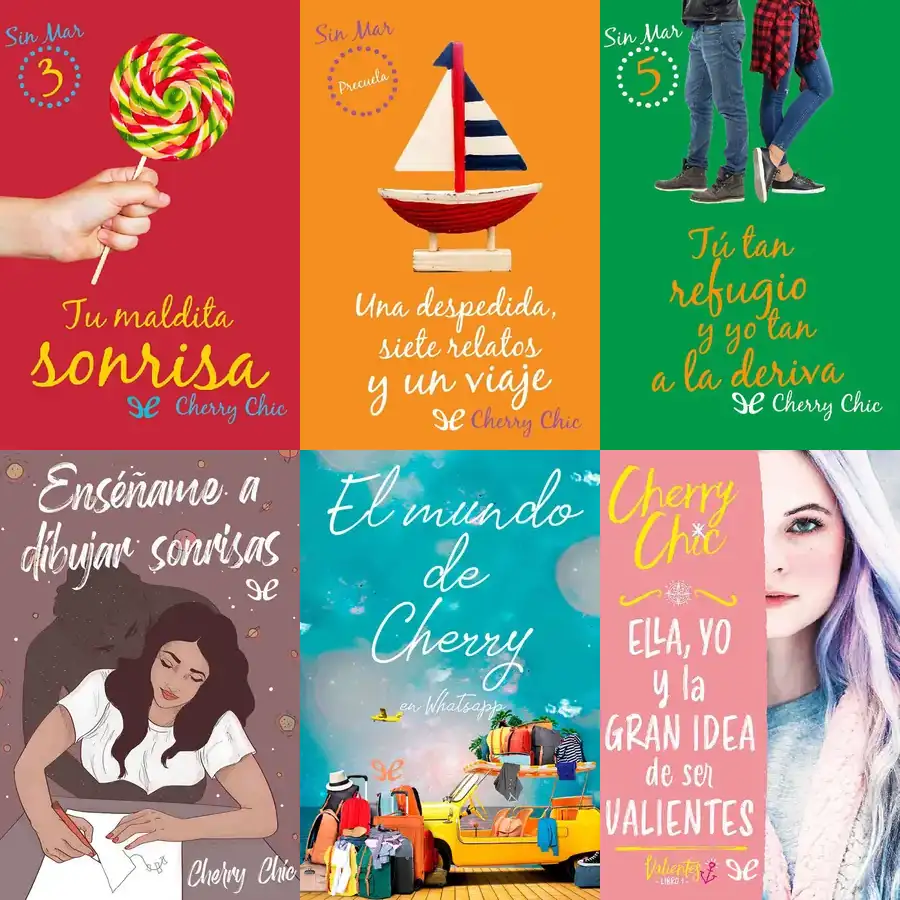 Sin Mar
3
Tu maldita
sonrisa
Cherry Chic
Sin Mar
Precuela
Una despedida,
siete relatos
y un viaje
Cherry Chic
Sin Mar
5
Tú tan
refugio
y yo tan
a la deriva
Cherry Chic
Enséñame a
dibujar sonrisas
Cherry Chic
El mundo
de
Cherry
en Whatsapp
Cherry
Chic
ELLA, YO
y la
GRAN IDEA
de ser
VALIENTES
Valientes
LIBRO 1